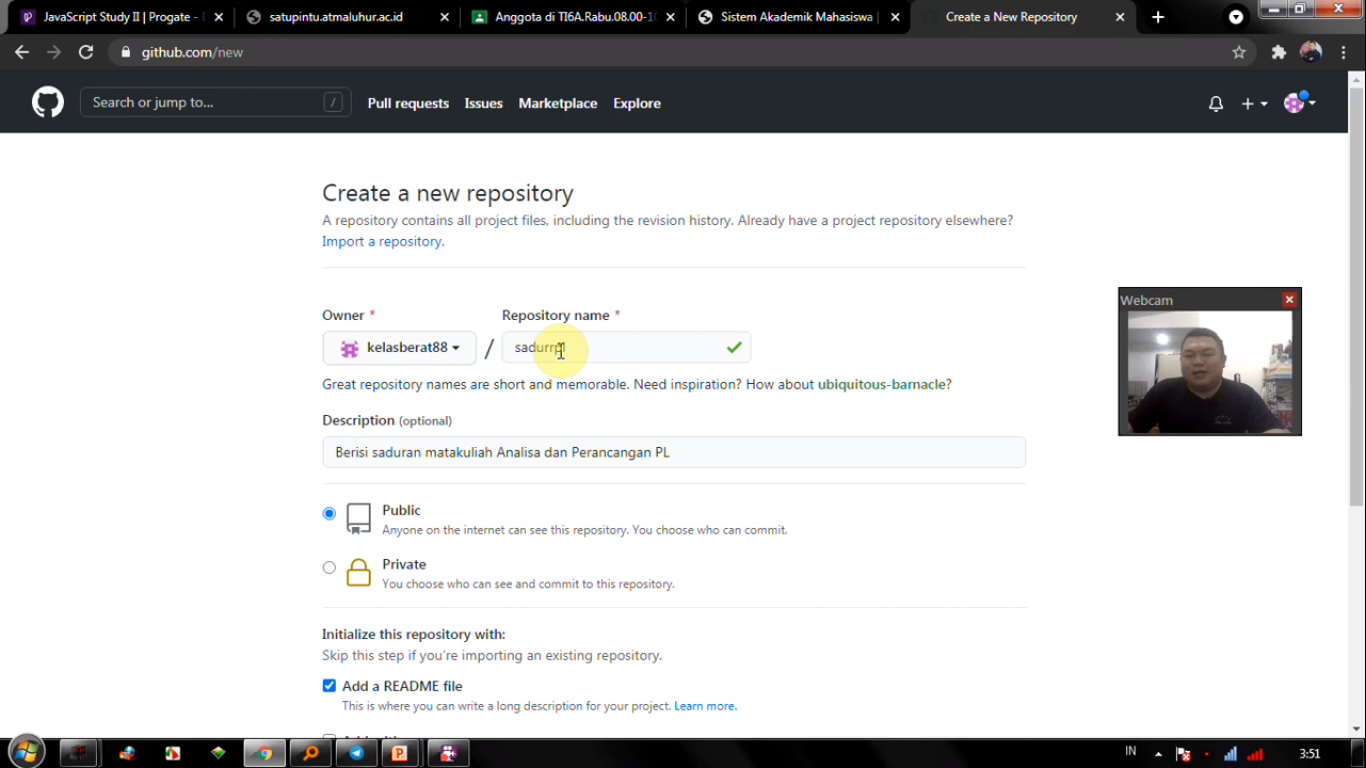 JavaScript Study II | Progate -
satupintu.atmaluhur.ac.id
Anggota di TI6A.Rabu.08.00-1
Sistem Akademik Mahasiswa |
Create a New Repository
github.com/new
Search or jump to... /
Pull requests Issues Marketplace Explore
Create a new repository
A repository contains all project files, including the revision history. Already have a project repository elsewhere?
Import a repository.
Owner * Repository name *
kelasberat88 / sadurrpl
Great repository names are short and memorable. Need inspiration? How about ubiquitous-barnacle?
Description (optional)
Berisi saduran matakuliah Analisa dan Perancangan PL
Public
Anyone on the internet can see this repository. You choose who can commit.
Private
You choose who can see and commit to this repository.
Initialize this repository with:
Skip this step if you're importing an existing repository.
Add a README file
This is where you can write a long description for your project. Learn more.
Webcam
IN 3:51